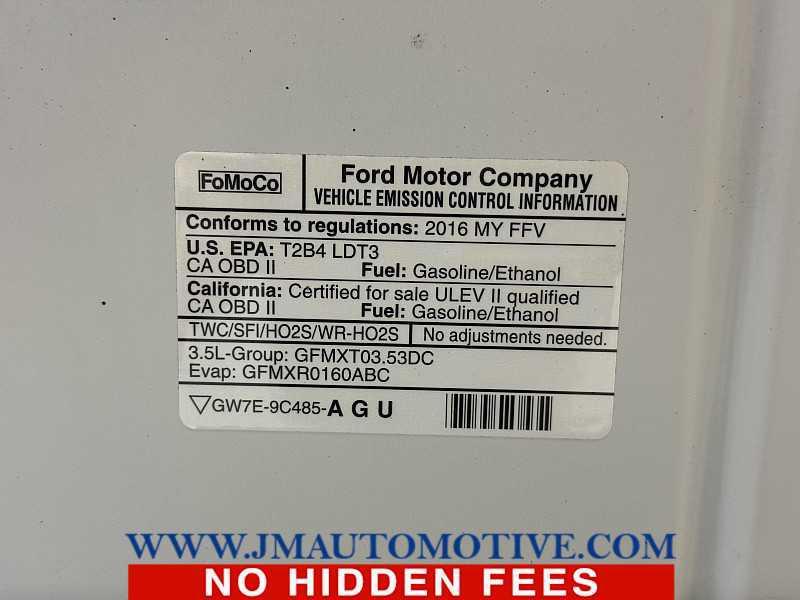 FoMoCo
Ford Motor Company
VEHICLE EMISSION CONTROL INFORMATION
Conforms to regulations: 2016 MY FFV
U.S. EPA: T2B4 LDT3
CA OBD II Fuel: Gasoline/Ethanol
California: Certified for sale ULEV II qualified
CA OBD II Fuel: Gasoline/Ethanol
TWC/SFI/HO2S/WR-HO2S No adjustments needed.
3.5L-Group: GFMXT03.53DC
Evap: GFMXR0160ABC
▽GW7E-9C485-A G U
WWW.JMAUTOMOTIVE.COM
NO HIDDEN FEES